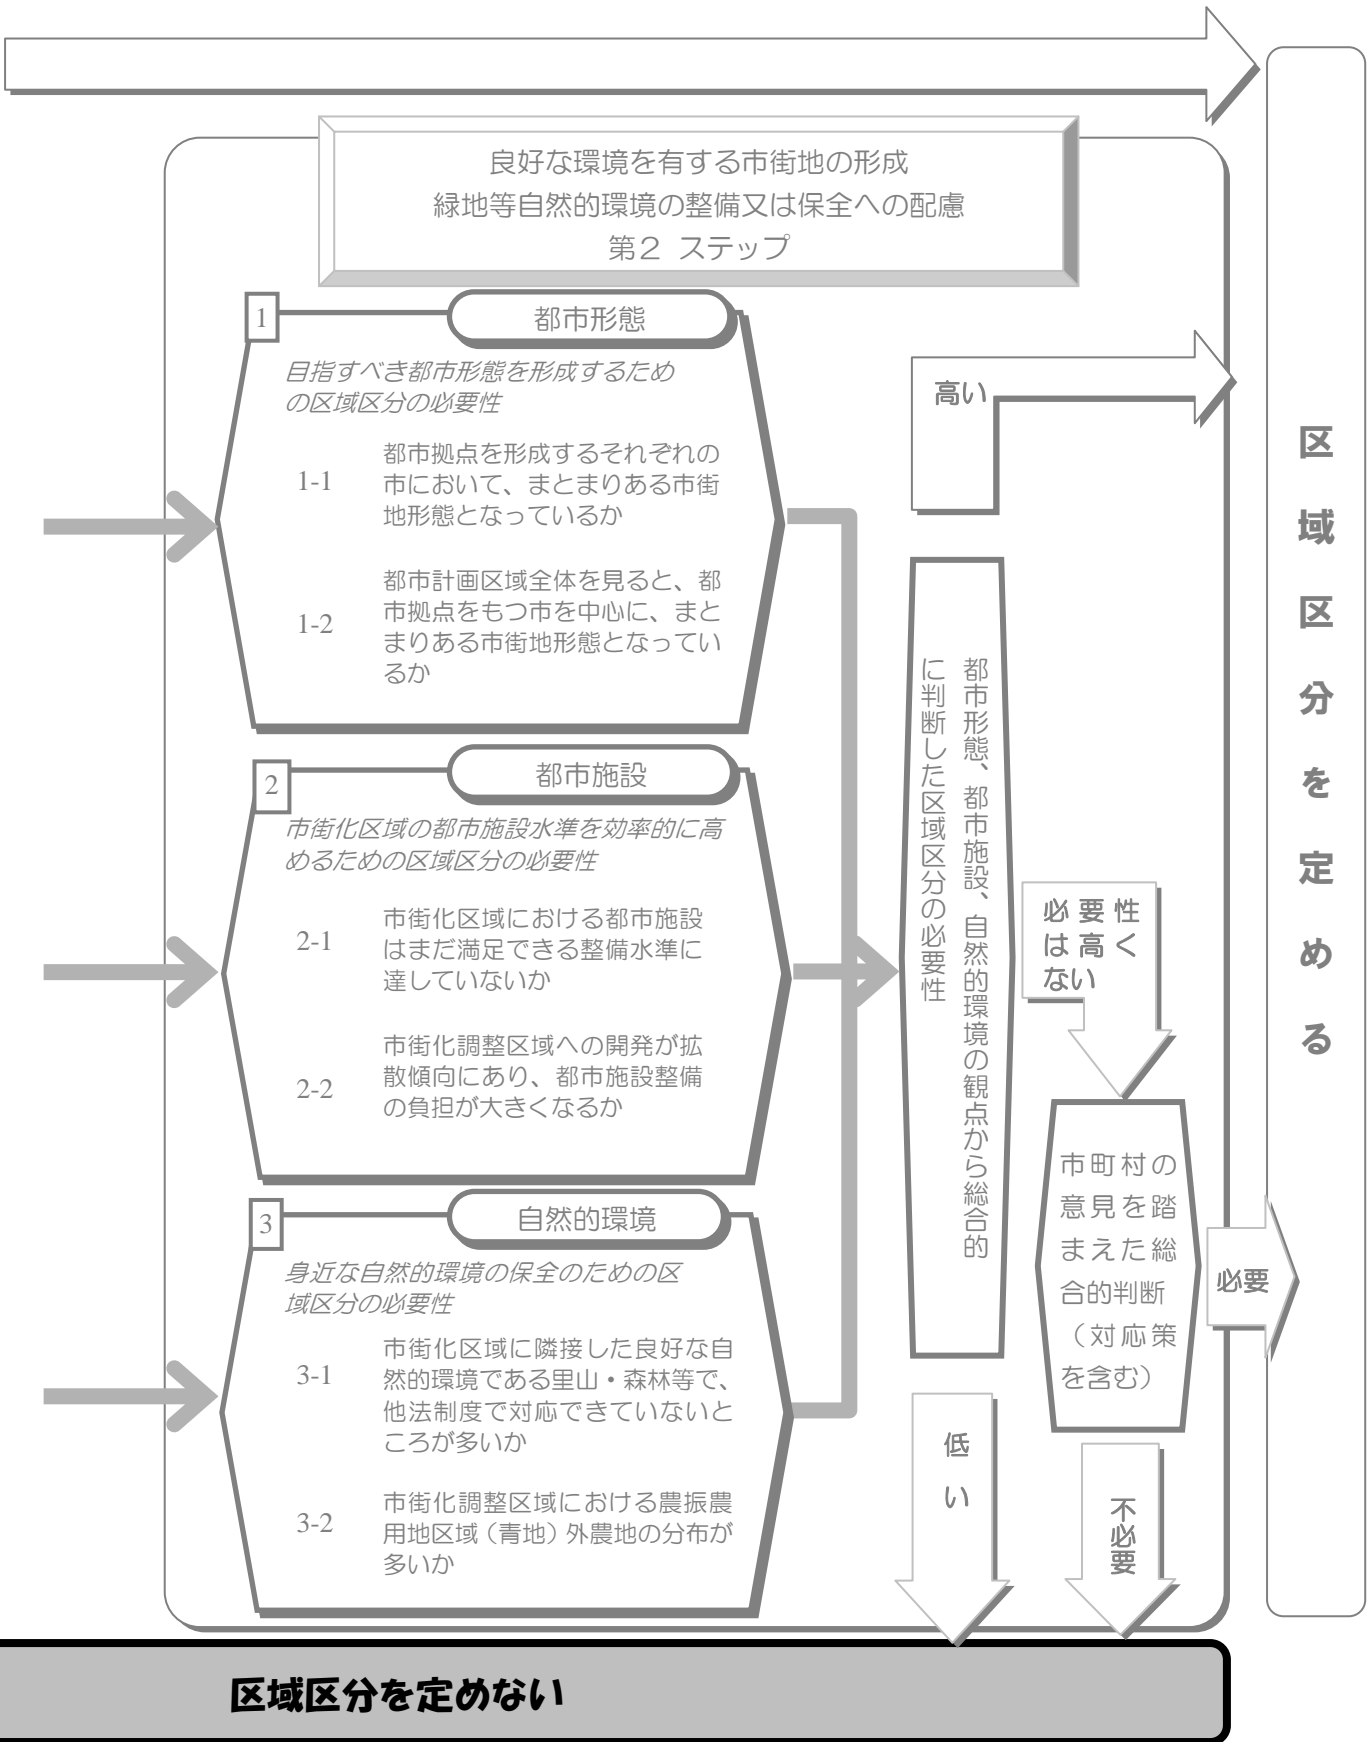 良好な環境を有する市街地の形成
緑地等自然的環境の整備又は保全への配慮
第2 ステップ
1
都市形態
目指すべき都市形態を形成するため
の区域区分の必要性
1-1
都市拠点を形成するそれぞれの
市において、まとまりある市街
地形態となっているか
1-2
都市計画区域全体を見ると、都
市拠点をもつ市を中心に、まと
まりある市街地形態となってい
るか
2
都市施設
市街化区域の都市施設水準を効率的に高
めるための区域区分の必要性
2-1
市街化区域における都市施設
はまだ満足できる整備水準に
達していないか
2-2
市街化調整区域への開発が拡
散傾向にあり、都市施設整備
の負担が大きくなるか
3
自然的環境
身近な自然的環境の保全のための区
域区分の必要性
3-1
市街化区域に隣接した良好な自
然的環境である里山・森林等で、
他法制度で対応できていないと
ころが多いか
3-2
市街化調整区域における農振農
用地区域(青地)外農地の分布が
多いか
高い
都市形態、都市施設、自然的環境の観点から総合的
に判断した区域区分の必要性
必要性
は高く
ない
市町村の
意見を踏
まえた総
合的判断
(対応策
を含む)
必要
低い
不必要
区域区分を定める
区域区分を定めない